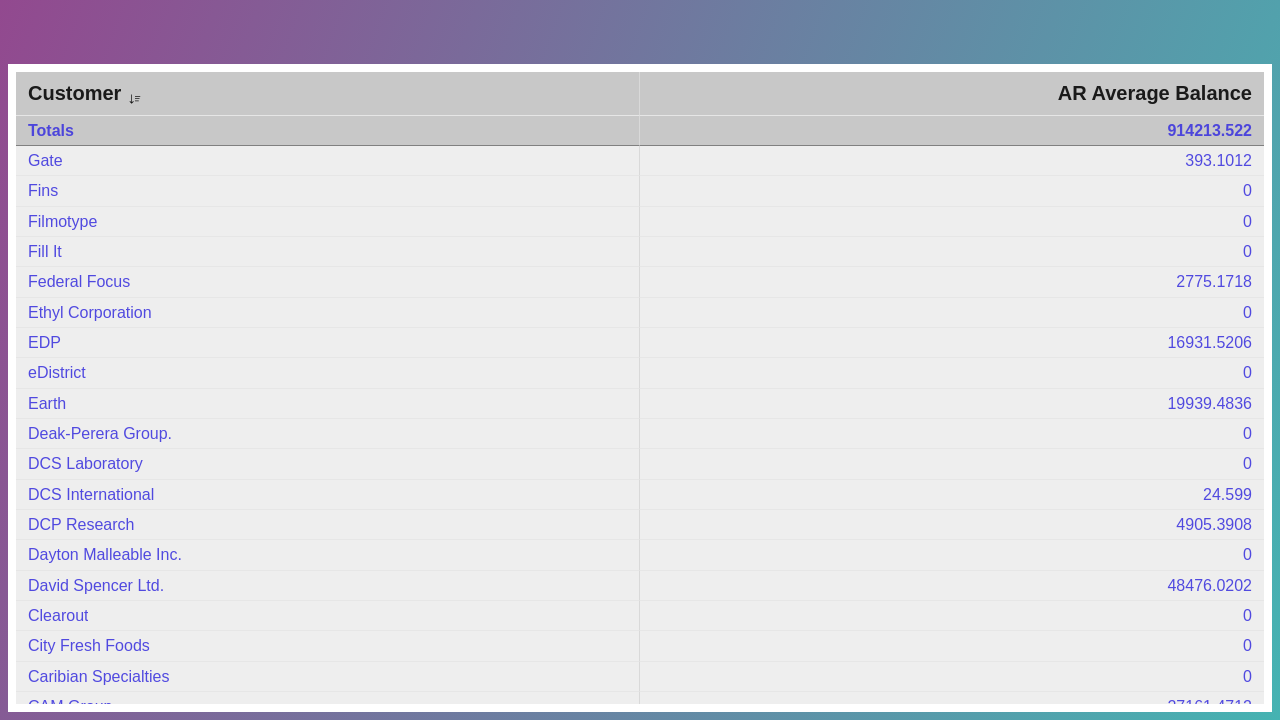 Customer AR Average Balance
Totals 914213.522
Gate 393.1012
Fins 0
Filmotype 0
Fill It 0
Federal Focus 2775.1718
Ethyl Corporation 0
EDP 16931.5206
eDistrict 0
Earth 19939.4836
Deak-Perera Group. 0
DCS Laboratory 0
DCS International 24.599
DCP Research 4905.3908
Dayton Malleable Inc. 0
David Spencer Ltd. 48476.0202
Clearout 0
City Fresh Foods 0
Caribian Specialties 0
CAM Group